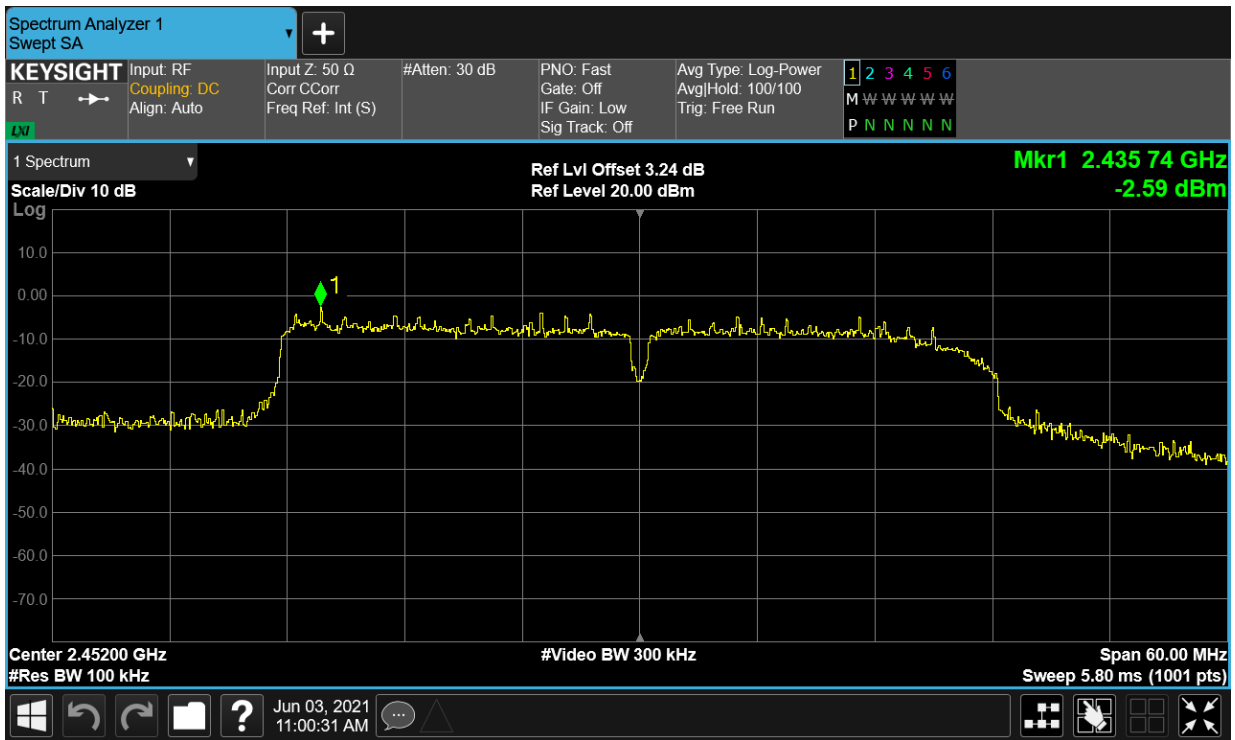 Spectrum Analyzer 1
Swept SA
KEYSIGHT
R T
LXI
Input: RF
Coupling: DC
Align: Auto
Input Z: 50 Ω
Corr CCorr
Freq Ref: Int (S)
#Atten: 30 dB
PNO: Fast
Gate: Off
IF Gain: Low
Sig Track: Off
Avg Type: Log-Power
Avg|Hold: 100/100
Trig: Free Run
1 2 3 4 5 6
M W W W W W
P N N N N N
1 Spectrum
Scale/Div 10 dB
Log
Ref Lvl Offset 3.24 dB
Ref Level 20.00 dBm
Mkr1 2.435 74 GHz
-2.59 dBm
1
10.0
0.00
-10.0
-20.0
-30.0
-40.0
-50.0
-60.0
-70.0
Center 2.45200 GHz
#Res BW 100 kHz
#Video BW 300 kHz
Span 60.00 MHz
Sweep 5.80 ms (1001 pts)
?
Jun 03, 2021
11:00:31 AM